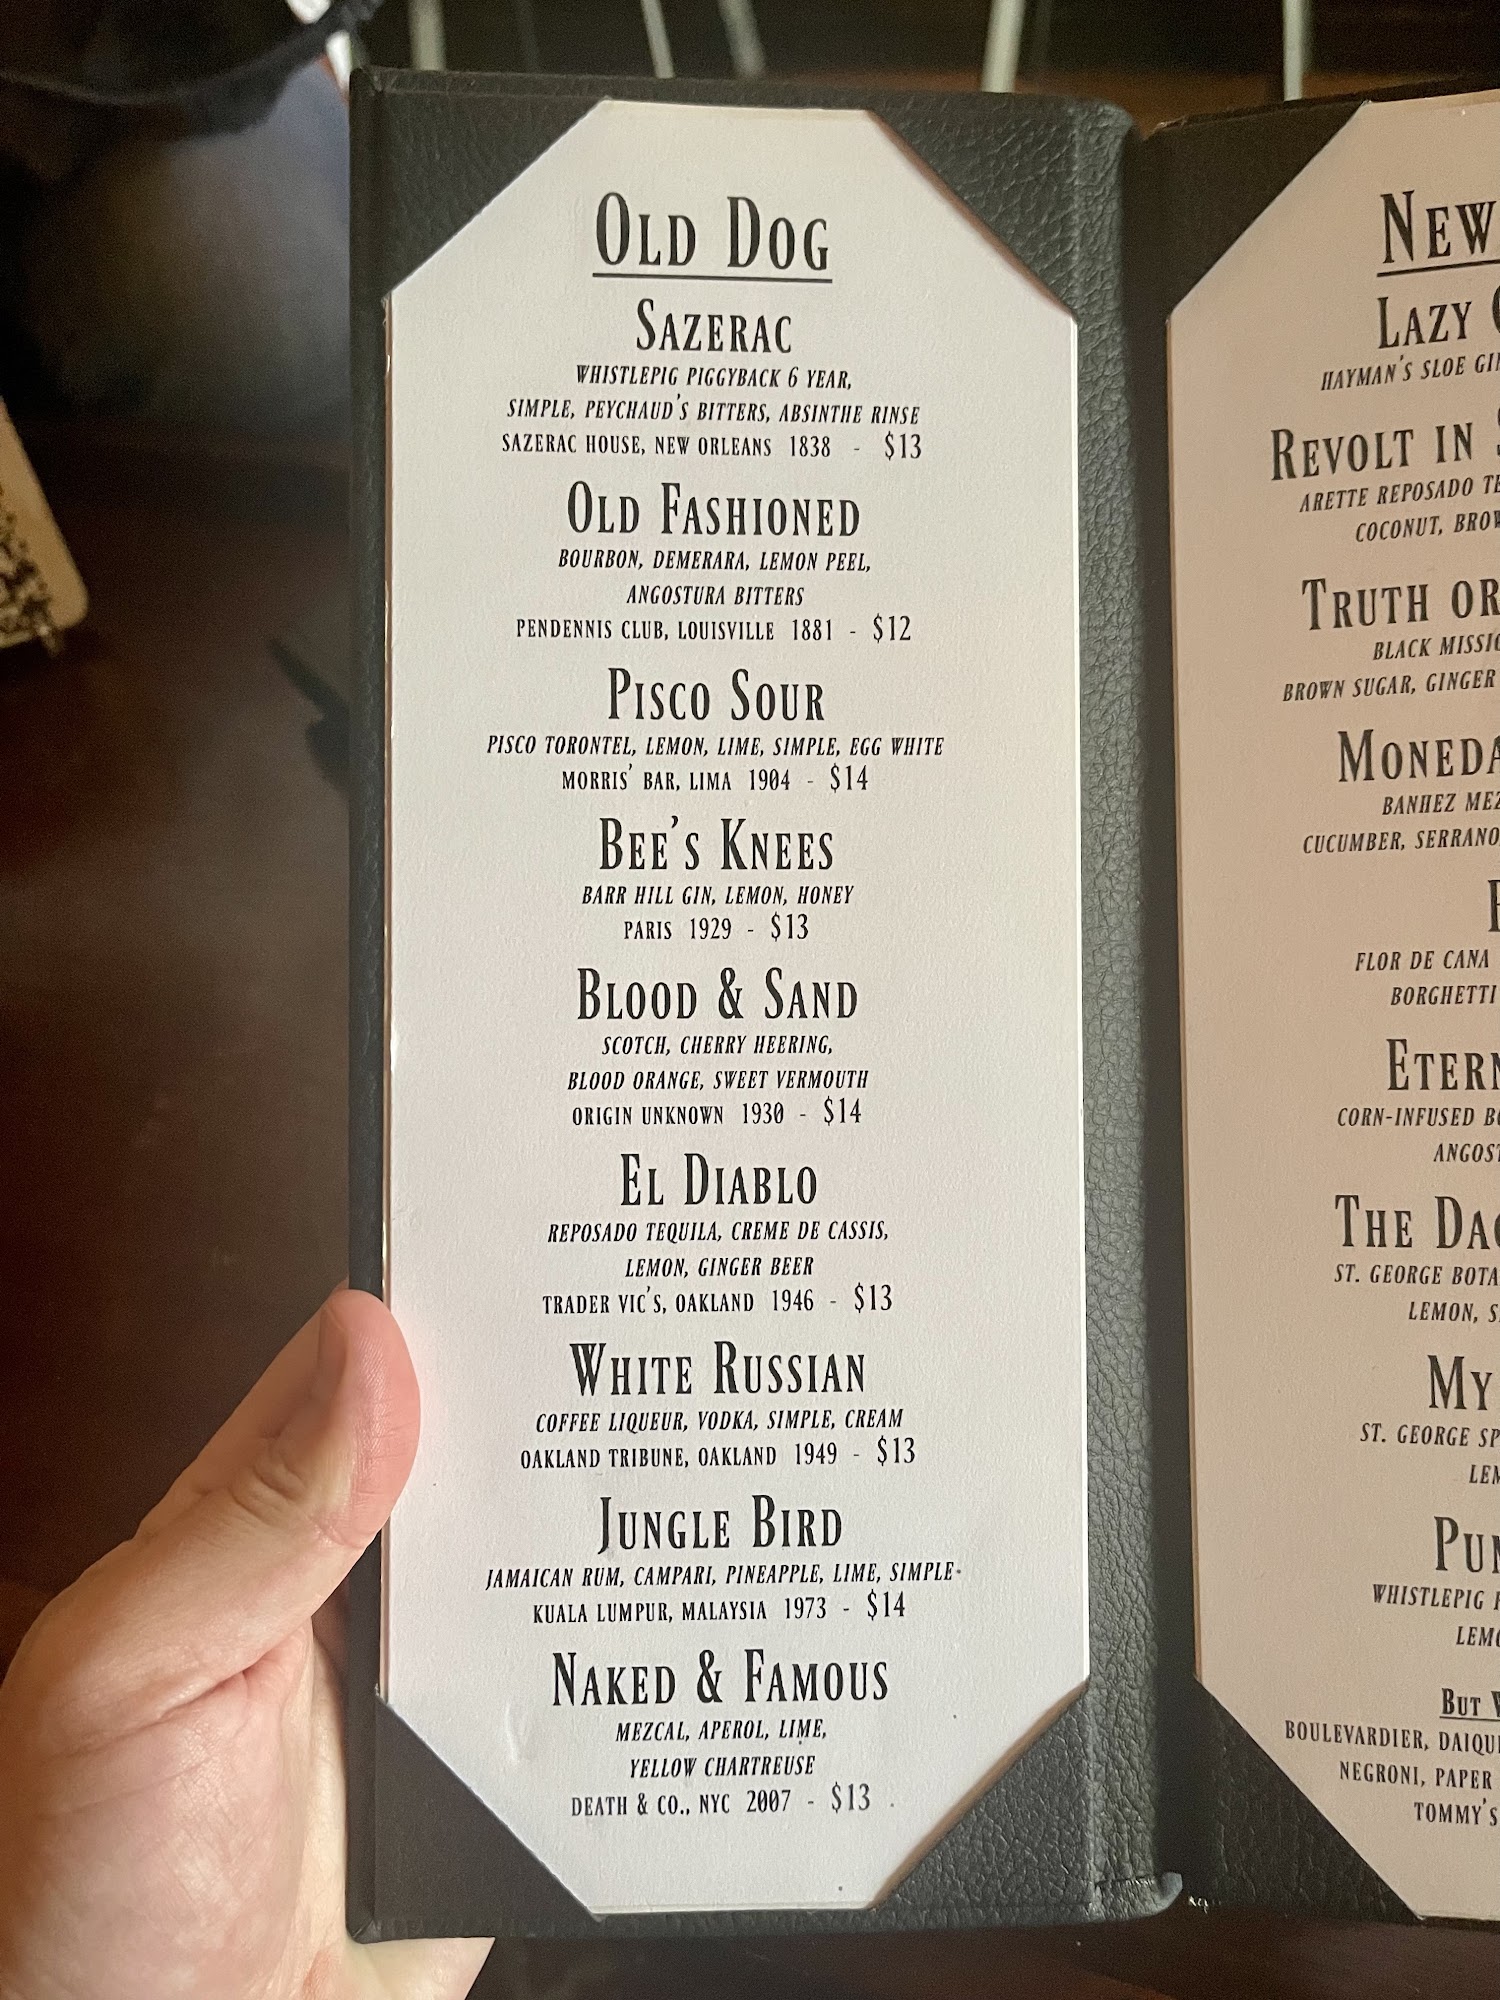 OLD DOG
SAZERAC
WHISTLEPIG PIGGYBACK 6 YEAR,
SIMPLE, PEYCHAUD'S BITTERS, ABSINTHE RINSE
SAZERAC HOUSE, NEW ORLEANS 1838 - $13
OLD FASHIONED
BOURBON, DEMERARA, LEMON PEEL,
ANGOSTURA BITTERS
PENDENNIS CLUB, LOUISVILLE 1881 - $12
PISCO SOUR
PISCO TORONTEL, LEMON, LIME, SIMPLE, EGG WHITE
MORRIS' BAR, LIMA 1904 - $14
BEE'S KNEES
BARR HILL GIN, LEMON, HONEY
PARIS 1929 - $13
BLOOD & SAND
SCOTCH, CHERRY HEERING,
BLOOD ORANGE, SWEET VERMOUTH
ORIGIN UNKNOWN 1930 - $14
EL DIABLO
REPOSADO TEQUILA, CREME DE CASSIS,
LEMON, GINGER BEER
TRADER VIC'S, OAKLAND 1946 - $13
WHITE RUSSIAN
COFFEE LIQUEUR, VODKA, SIMPLE, CREAM
OAKLAND TRIBUNE, OAKLAND 1949 - $13
JUNGLE BIRD
JAMAICAN RUM, CAMPARI, PINEAPPLE, LIME, SIMPLE
KUALA LUMPUR, MALAYSIA 1973 - $14
NAKED & FAMOUS
MEZCAL, APEROL, LIME,
YELLOW CHARTREUSE
DEATH & CO., NYC 2007 - $13
NEW
LAZY
HAYMAN'S SLOE GIN
REVOLT IN
ARETTE REPOSADO
COCONUT,
TRUTH OR
BLACK
BROWN SUGAR, GINGER
BANHEZ
CUCUMBER, SERRANO,
FLOR DE CANA
BORGHETTI
CORN-INFUSED
THE
ST. GEORGE
LEMON,
MY
ST. GEORGE
WHISTLEPIG
BUT
BOULEVARDIER,
NEGRONI, PAPER
TOMMY'S